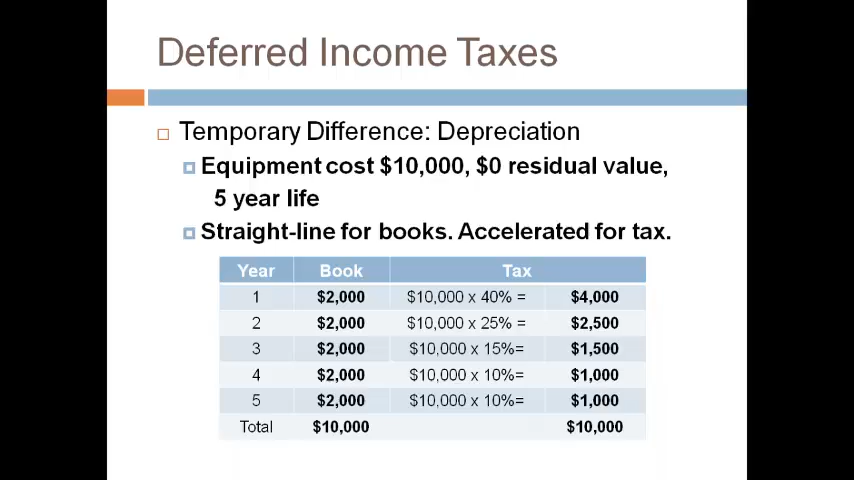 Deferred Income Taxes
Temporary Difference: Depreciation
Equipment cost $10,000, $0 residual value,
5 year life
Straight-line for books. Accelerated for tax.
Year Book Tax
1 $2,000 $10,000 x 40% = $4,000
2 $2,000 $10,000 x 25% = $2,500
3 $2,000 $10,000 x 15%= $1,500
4 $2,000 $10,000 x 10%= $1,000
5 $2,000 $10,000 x 10%= $1,000
Total $10,000 $10,000